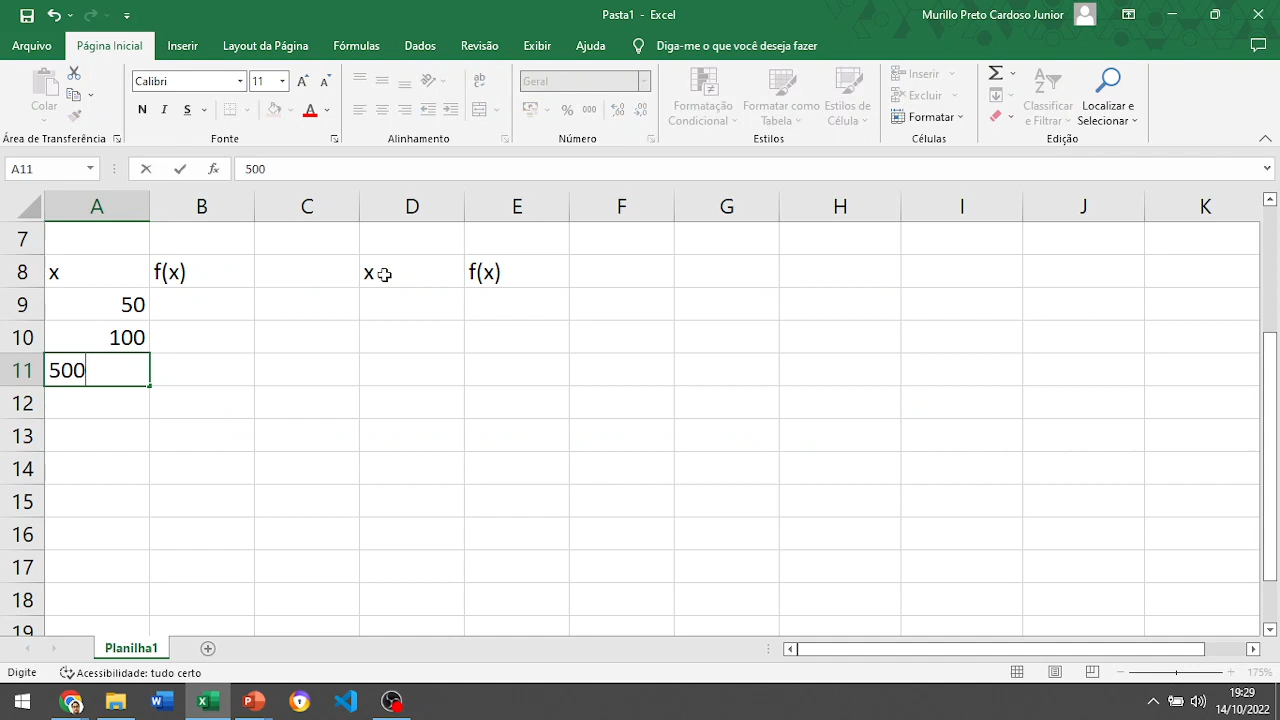 Pasta1 - Excel
Murillo Preto Cardoso Junior
Arquivo Página Inicial Inserir Layout da Página Fórmulas Dados Revisão Exibir Ajuda Diga-me o que você deseja fazer
Colar
Calibri 11
N I S
A
ab
Geral
% 000
Formatação Condicional
Formatar como Tabela
Estilos de Célula
Inserir
Excluir
Formatar
Classificar e Filtrar
Localizar e Selecionar
Área de Transferência Fonte Alinhamento Número Estilos Células Edição
A11 fx 500
A B C D E F G H I J K
7
8 x f(x) x f(x)
9 50
10 100
11 500
12
13
14
15
16
17
18
19
Planilha1
Digite Acessibilidade: tudo certo 175%
19:29
14/10/2022